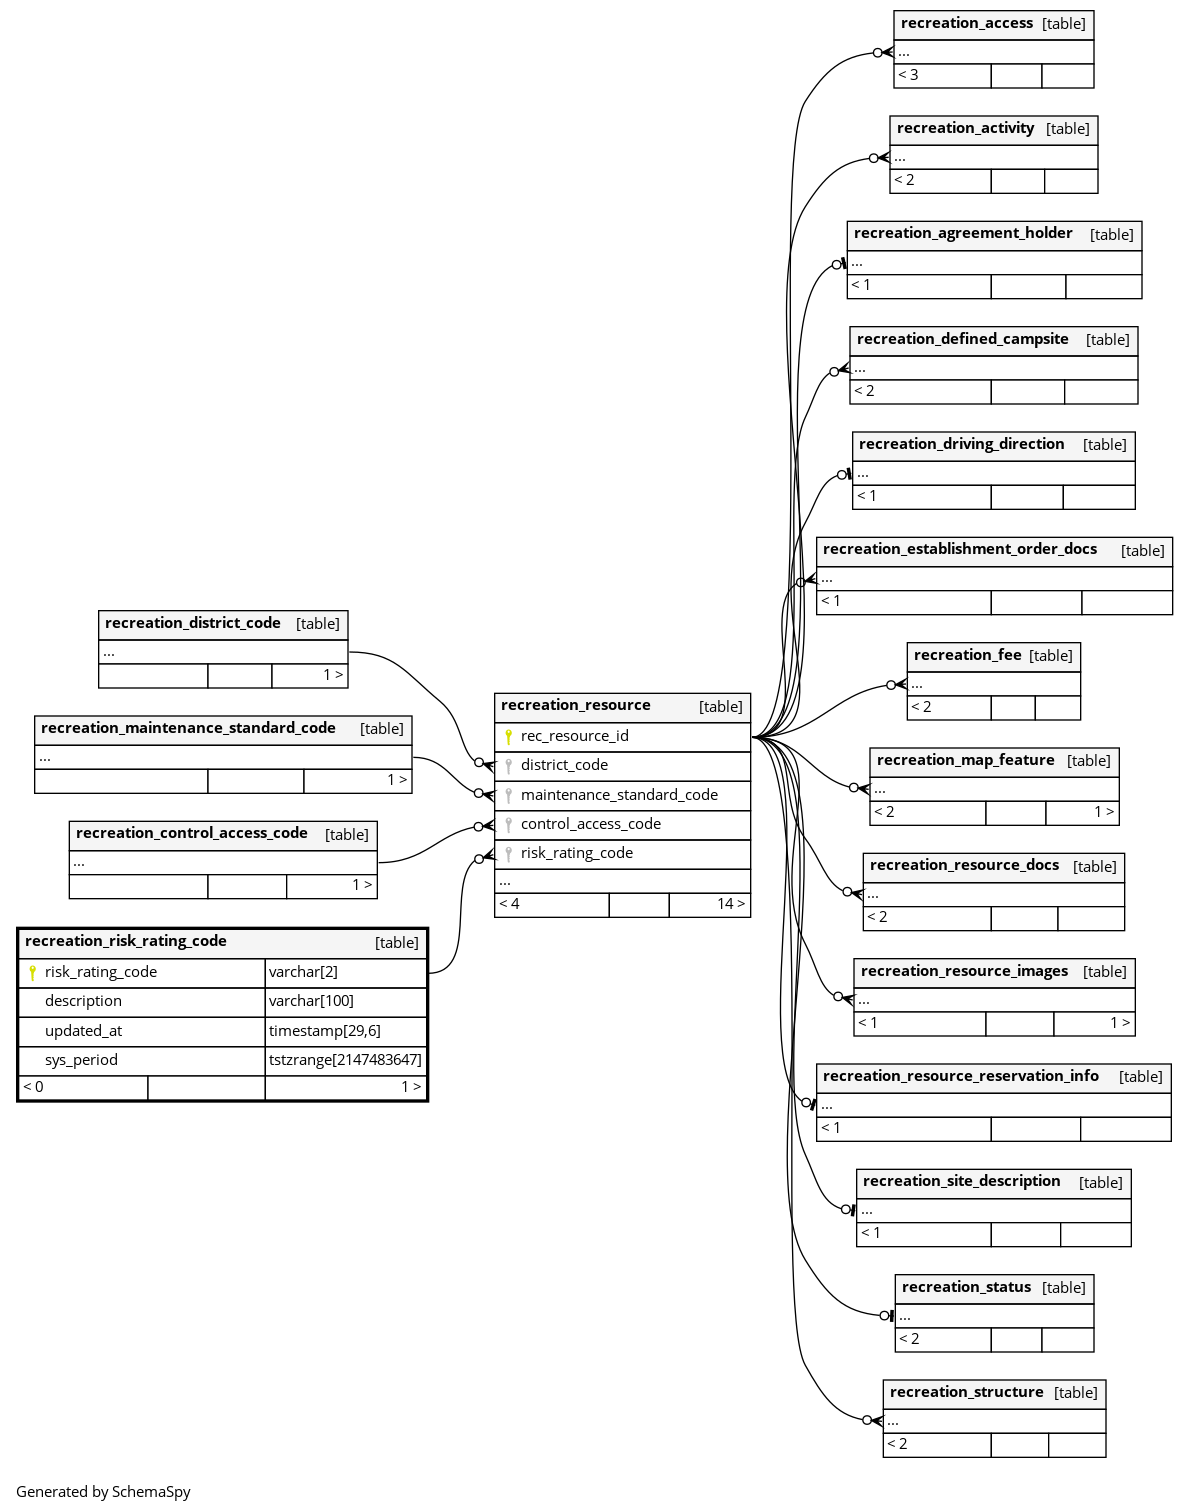 recreation_access [table]
...
< 3
recreation_activity [table]
...
< 2
recreation_agreement_holder [table]
...
< 1
recreation_defined_campsite [table]
...
< 2
recreation_driving_direction [table]
...
< 1
recreation_establishment_order_docs [table]
...
< 1
recreation_district_code [table]
...
1 >
recreation_maintenance_standard_code [table]
...
1 >
recreation_control_access_code [table]
...
1 >
recreation_risk_rating_code [table]
risk_rating_code varchar[2]
description varchar[100]
updated_at timestamp[29,6]
sys_period tstzrange[2147483647]
< 0 1 >
recreation_resource [table]
rec_resource_id
district_code
maintenance_standard_code
control_access_code
risk_rating_code
...
< 4 14 >
recreation_fee [table]
...
< 2
recreation_map_feature [table]
...
< 2 1 >
recreation_resource_docs [table]
...
< 2
recreation_resource_images [table]
...
< 1 1 >
recreation_resource_reservation_info [table]
...
< 1
recreation_site_description [table]
...
< 1
recreation_status [table]
...
< 2
recreation_structure [table]
...
< 2
Generated by SchemaSpy